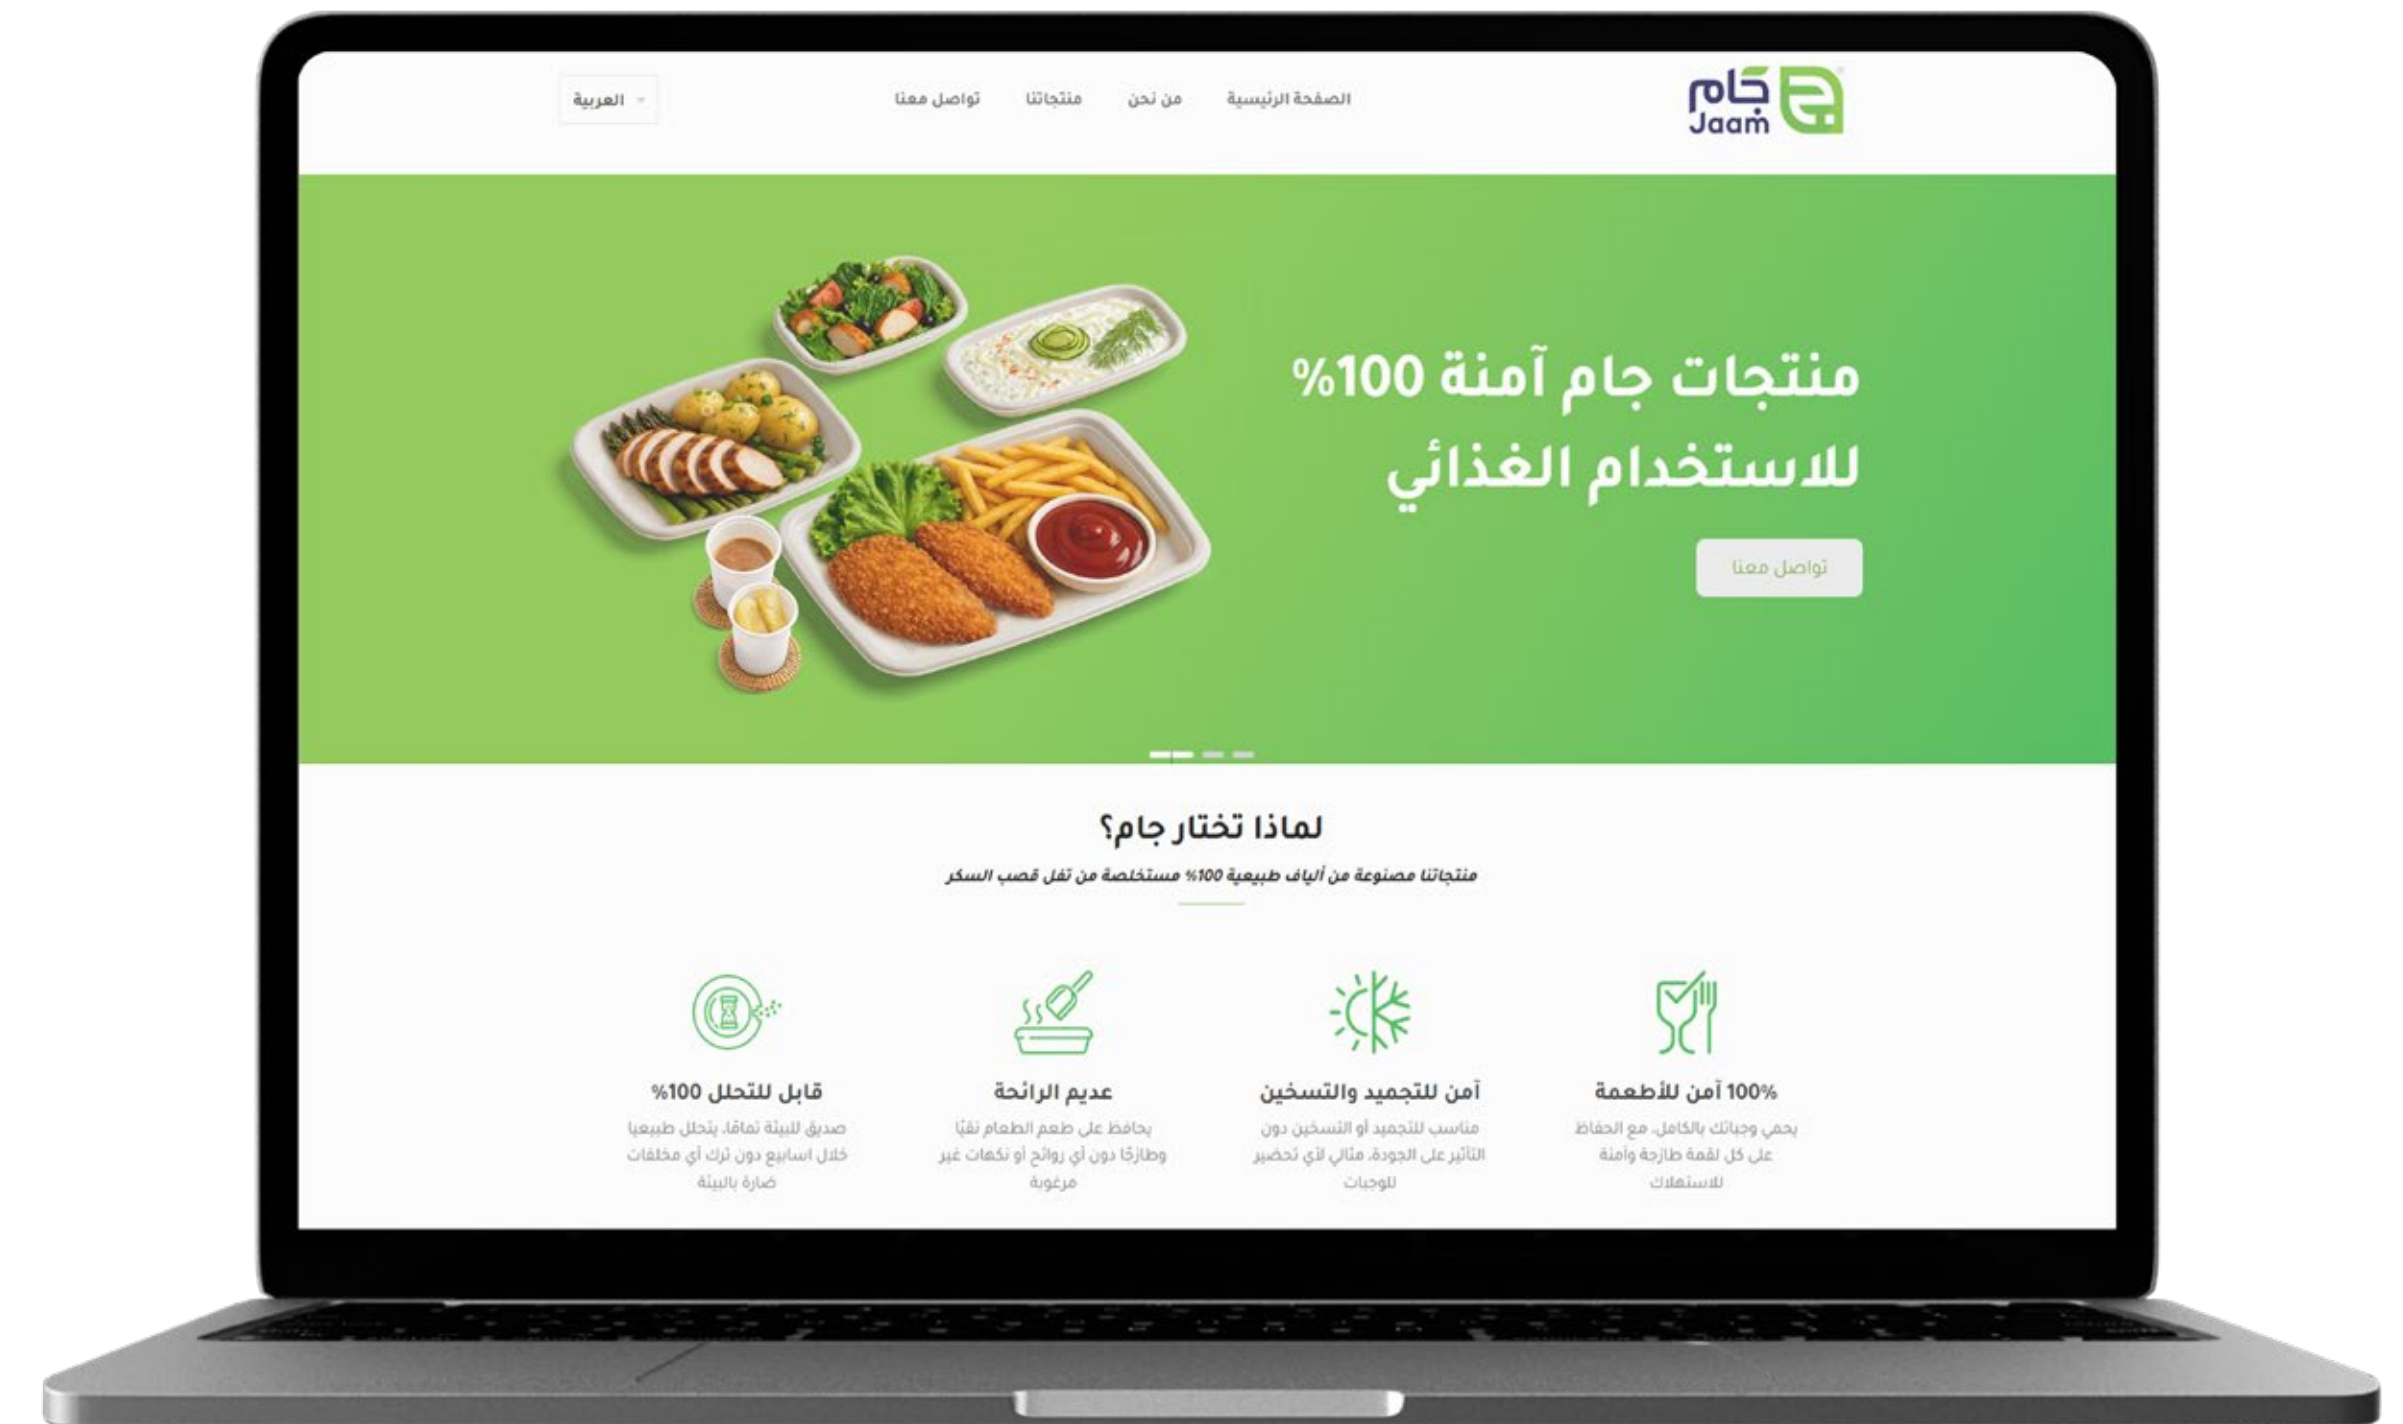 جام
Jaam
الصفحة الرئيسية
من نحن
منتجاتنا
تواصل معنا
العربية
منتجات جام آمنة 100%
للاستخدام الغذائي
تواصل معنا
لماذا تختار جام؟
منتجاتنا مصنوعة من ألياف طبيعية 100% مستخلصة من تفل قصب السكر
100% آمن للأطعمة
يحمي وجباتك بالكامل، مع الحفاظ
على كل لقمة طازجة وآمنة
للاستهلاك
آمن للتجميد والتسخين
مناسب للتجميد أو التسخين دون
التأثير على الجودة، مثالي لأي تحضير
للوجبات
عديم الرائحة
يحافظ على طعم الطعام نقيًا
وطازجًا دون أي روائح أو نكهات غير
مرغوبة
قابل للتحلل 100%
صديق للبيئة تمامًا، يتحلل طبيعيا
خلال اسابيع دون ترك أي مخلفات
ضارة بالبيئة